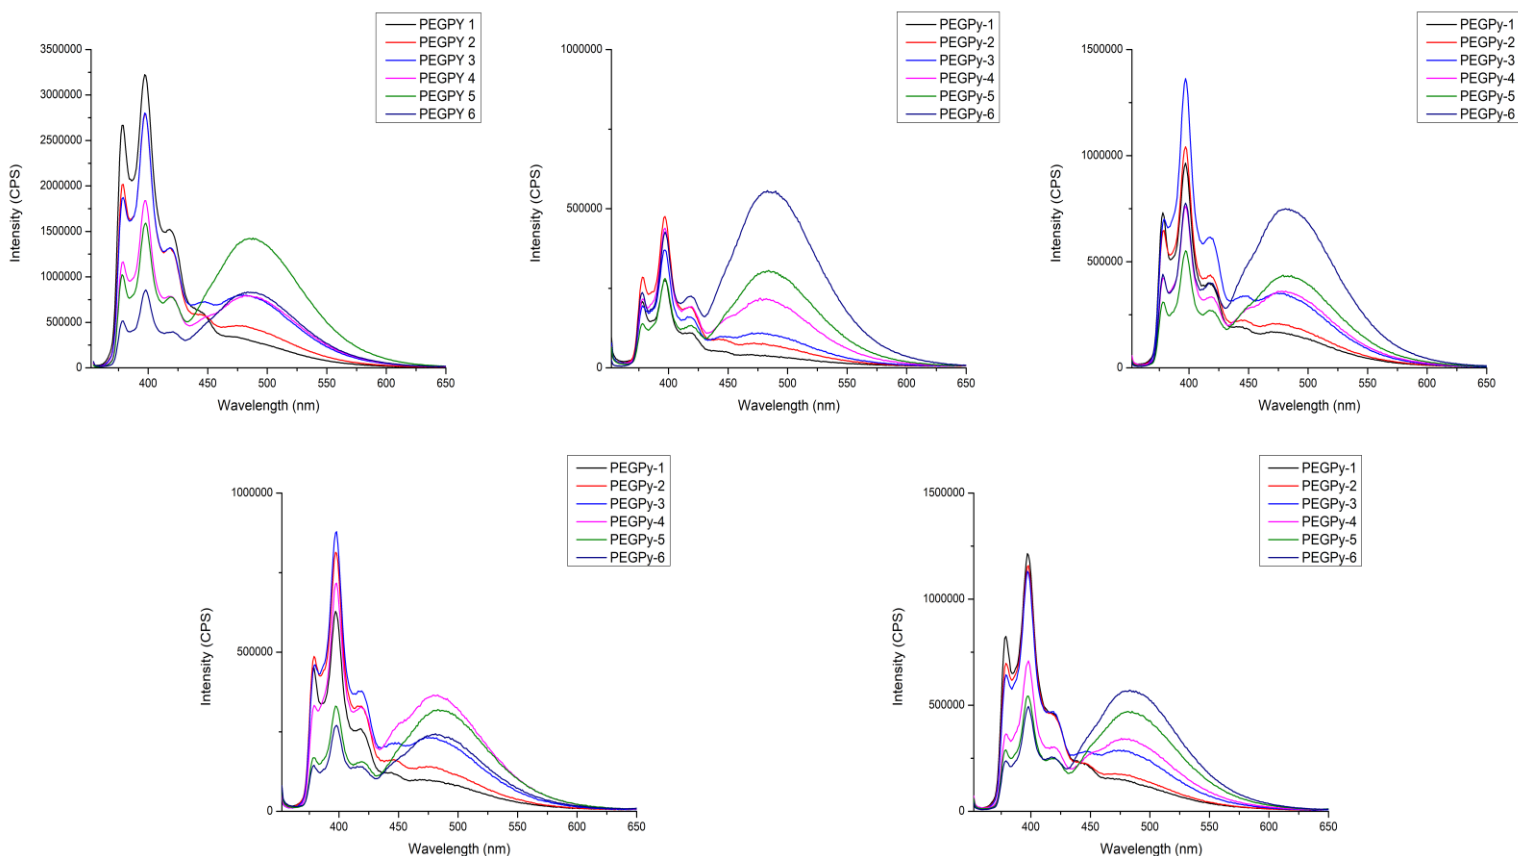 PEGPY 1
PEGPY 2
PEGPY 3
PEGPY 4
PEGPY 5
PEGPY 6
3500000
3000000
2500000
2000000
1500000
1000000
500000
0
Intensity (CPS)
400
450
500
550
600
650
Wavelength (nm)
PEGPy-1
PEGPy-2
PEGPy-3
PEGPy-4
PEGPy-5
PEGPy-6
1000000
500000
0
Intensity (CPS)
400
450
500
550
600
650
Wavelength (nm)
PEGPy-1
PEGPy-2
PEGPy-3
PEGPy-4
PEGPy-5
PEGPy-6
1500000
1000000
500000
0
Intensity (CPS)
400
450
500
550
600
650
Wavelength (nm)
PEGPy-1
PEGPy-2
PEGPy-3
PEGPy-4
PEGPy-5
PEGPy-6
1000000
500000
0
Intensity (CPS)
400
450
500
550
600
650
Wavelength (nm)
PEGPy-1
PEGPy-2
PEGPy-3
PEGPy-4
PEGPy-5
PEGPy-6
1500000
1000000
500000
0
Intensity (CPS)
400
450
500
550
600
650
Wavelength (nm)